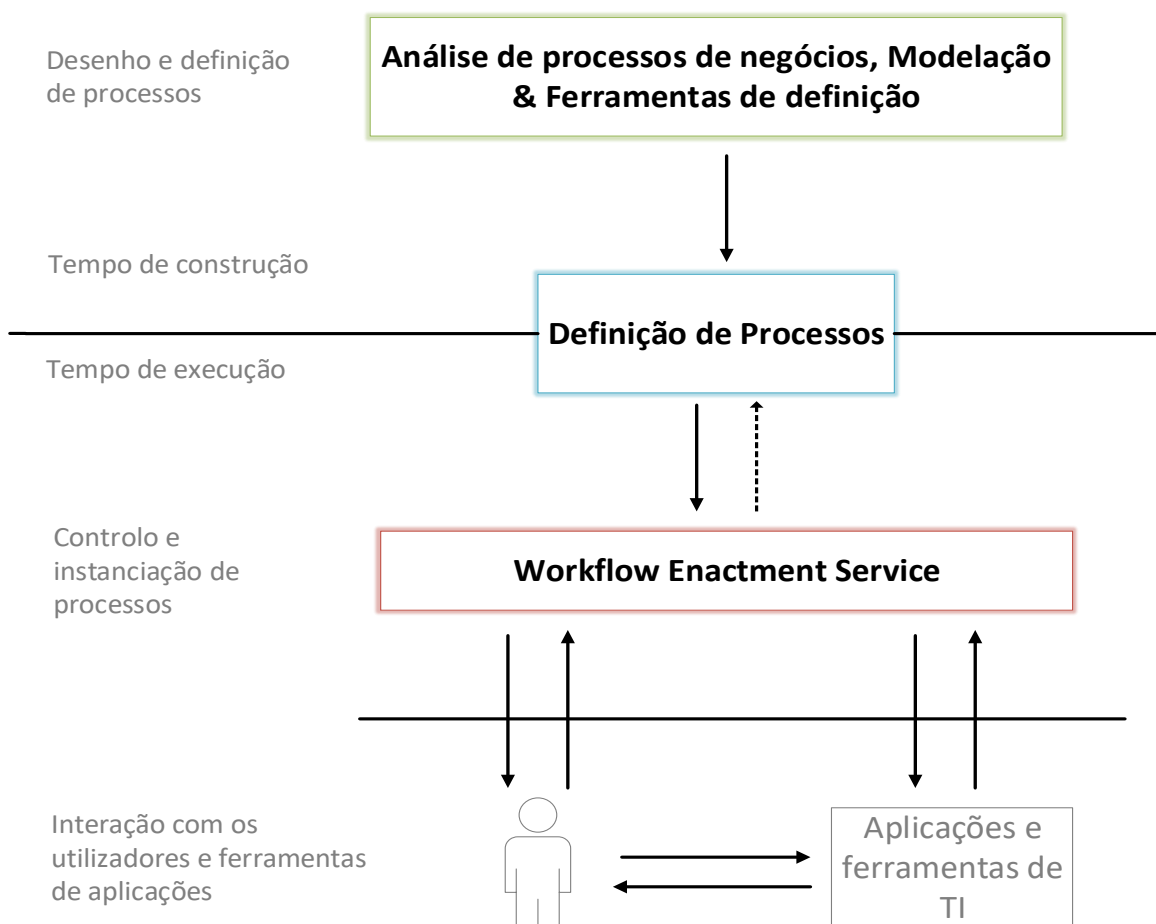 Desenho e definição
de processos
Análise de processos de negócios, Modelação
& Ferramentas de definição
Tempo de construção
Definição de Processos
Tempo de execução
Controlo e
instanciação de
processos
Workflow Enactment Service
Interação com os
utilizadores e ferramentas
de aplicações
Aplicações e
ferramentas de
TI